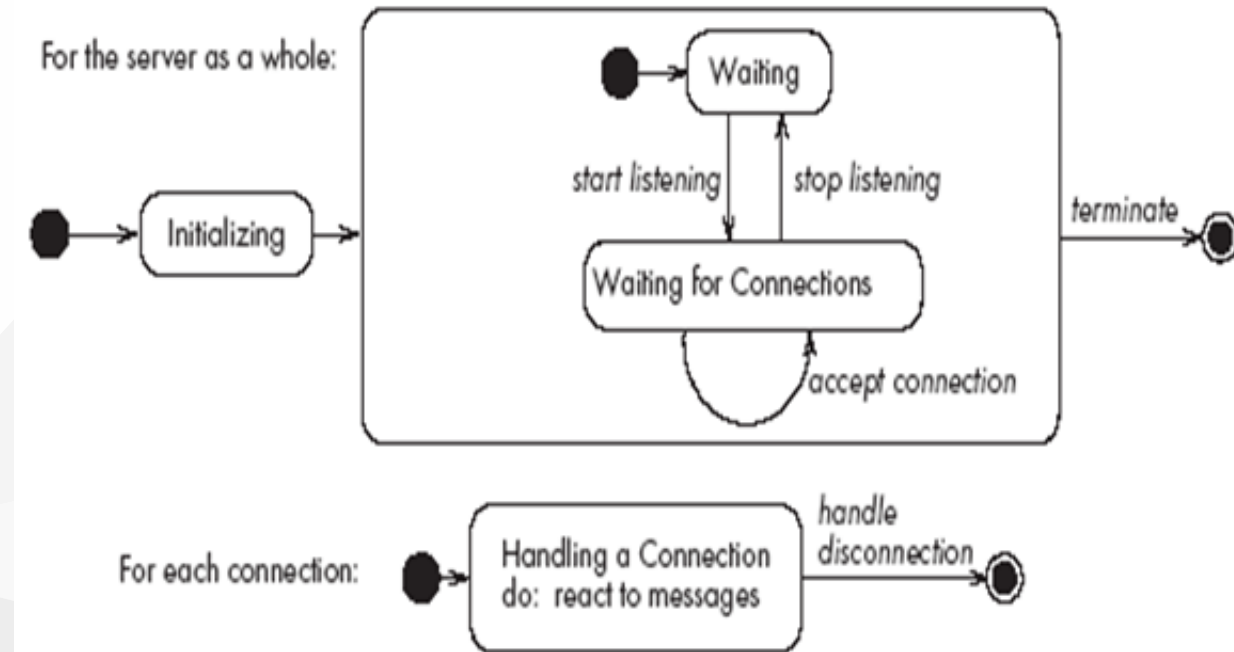 For the server as a whole:
Waiting
start listening
stop listening
Initializing
terminate
Waiting for Connections
accept connection
For each connection:
Handling a Connection
do: react to messages
handle
disconnection